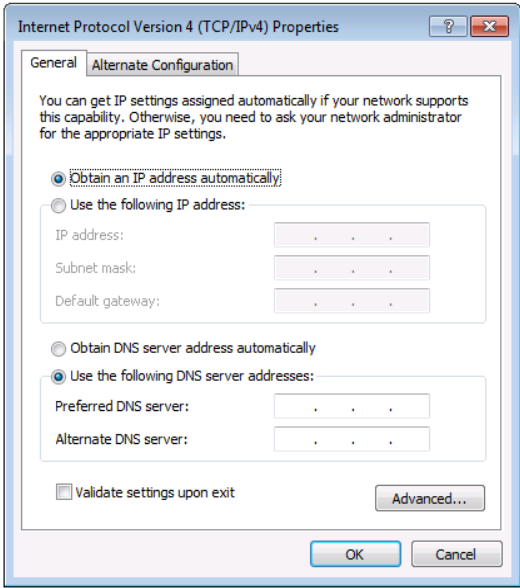 Internet Protocol Version 4 (TCP/IPv4) Properties
General
Alternate Configuration
You can get IP settings assigned automatically if your network supports
this capability. Otherwise, you need to ask your network administrator
for the appropriate IP settings.
Obtain an IP address automatically
Use the following IP address:
IP address:
Subnet mask:
Default gateway:
Obtain DNS server address automatically
Use the following DNS server addresses:
Preferred DNS server:
Alternate DNS server:
Validate settings upon exit
Advanced...
OK
Cancel